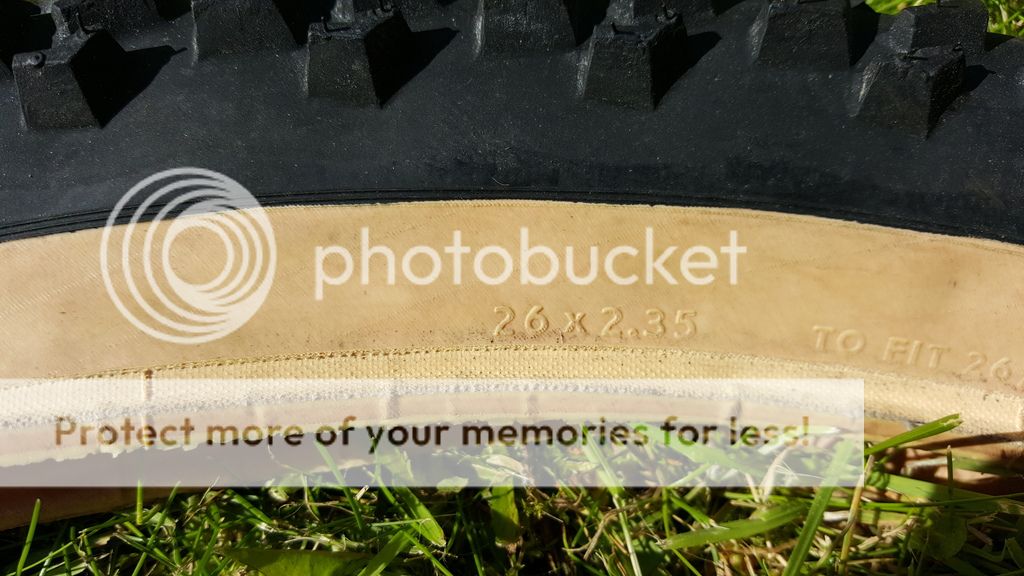 photobucket
26 x 2.35
TO FIT 26
Protect more of your memories for less!